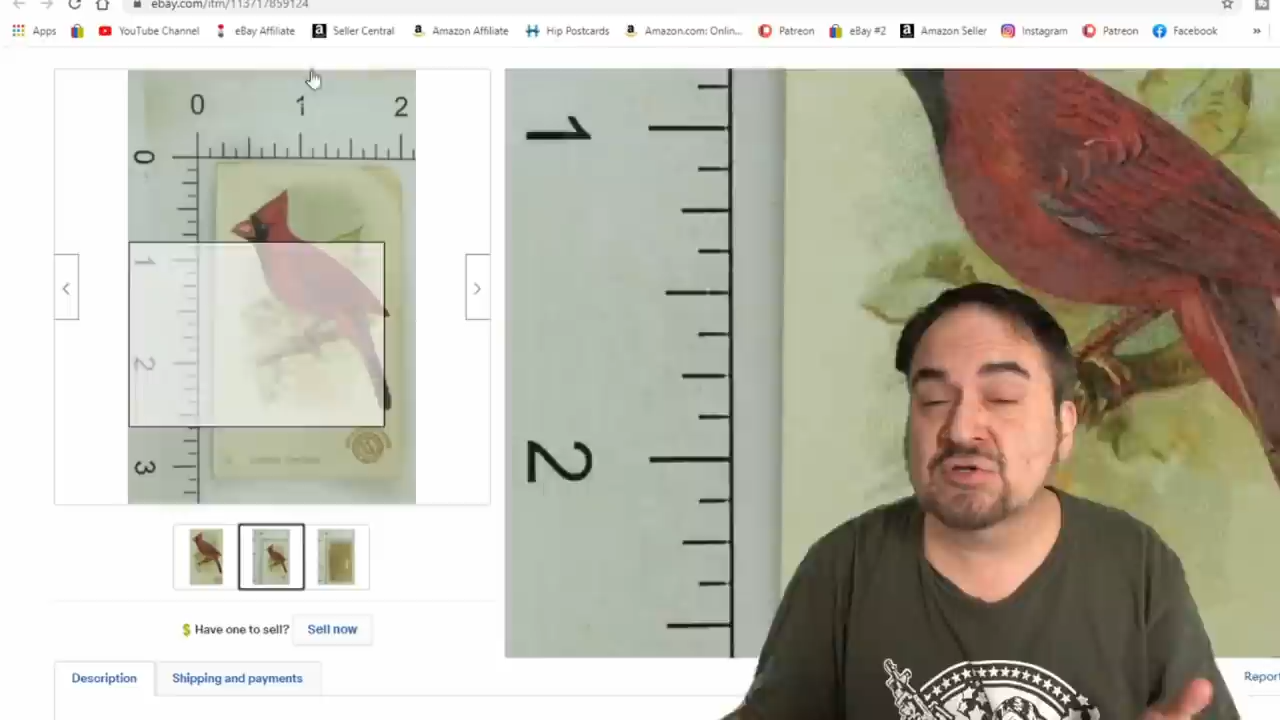 ebay.com/itm/113717859124
Apps YouTube Channel eBay Affiliate Seller Central Amazon Affiliate Hip Postcards Amazon.com: Onlin... Patreon eBay #2 Amazon Seller Instagram Patreon Facebook »
0 1 2
0
1
2
3
1
2
$ Have one to sell? Sell now
Description Shipping and payments
Report